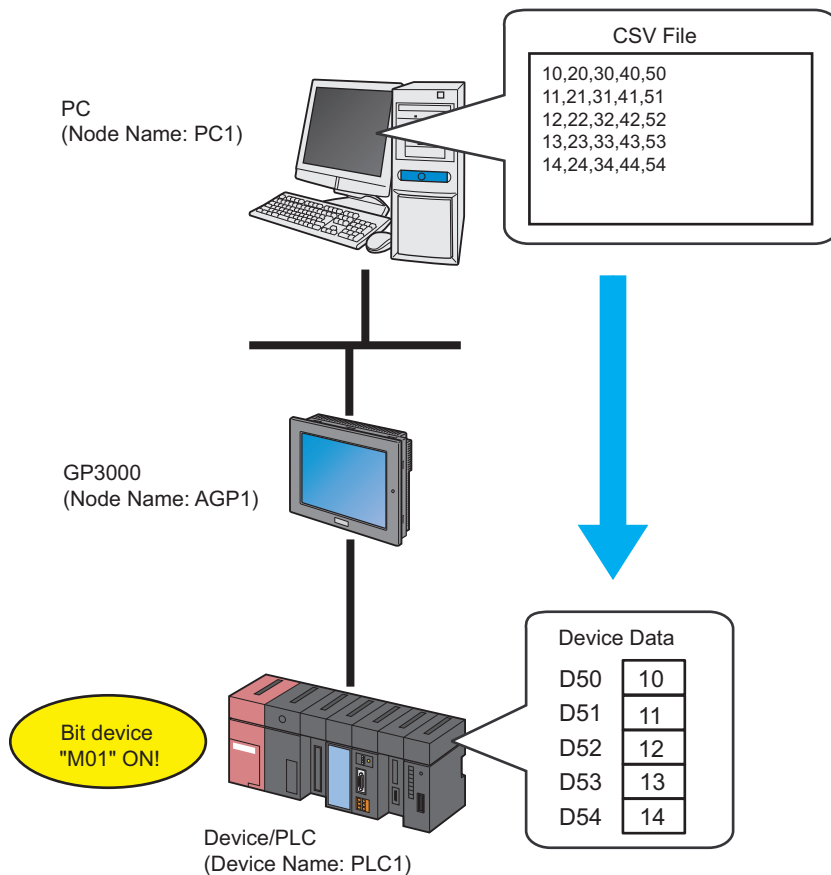 CSV File
10,20,30,40,50
11,21,31,41,51
12,22,32,42,52
13,23,33,43,53
14,24,34,44,54
PC
(Node Name: PC1)
GP3000
(Node Name: AGP1)
Device Data
D50 10
D51 11
D52 12
D53 13
D54 14
Bit device
"M01" ON!
Device/PLC
(Device Name: PLC1)